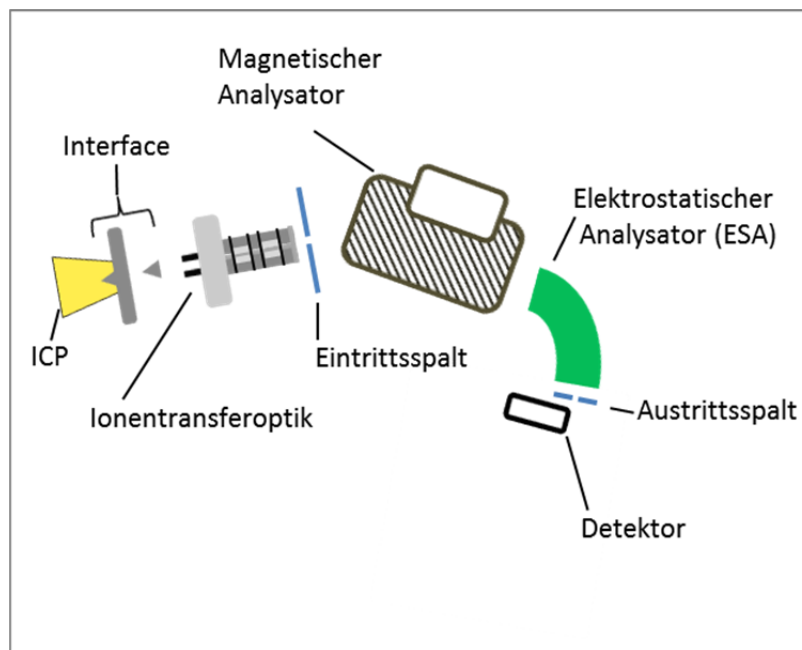 Magnetischer
Analysator
Interface
Elektrostatischer
Analysator (ESA)
ICP
Eintrittsspalt
Ionentransferoptik
Austrittsspalt
Detektor